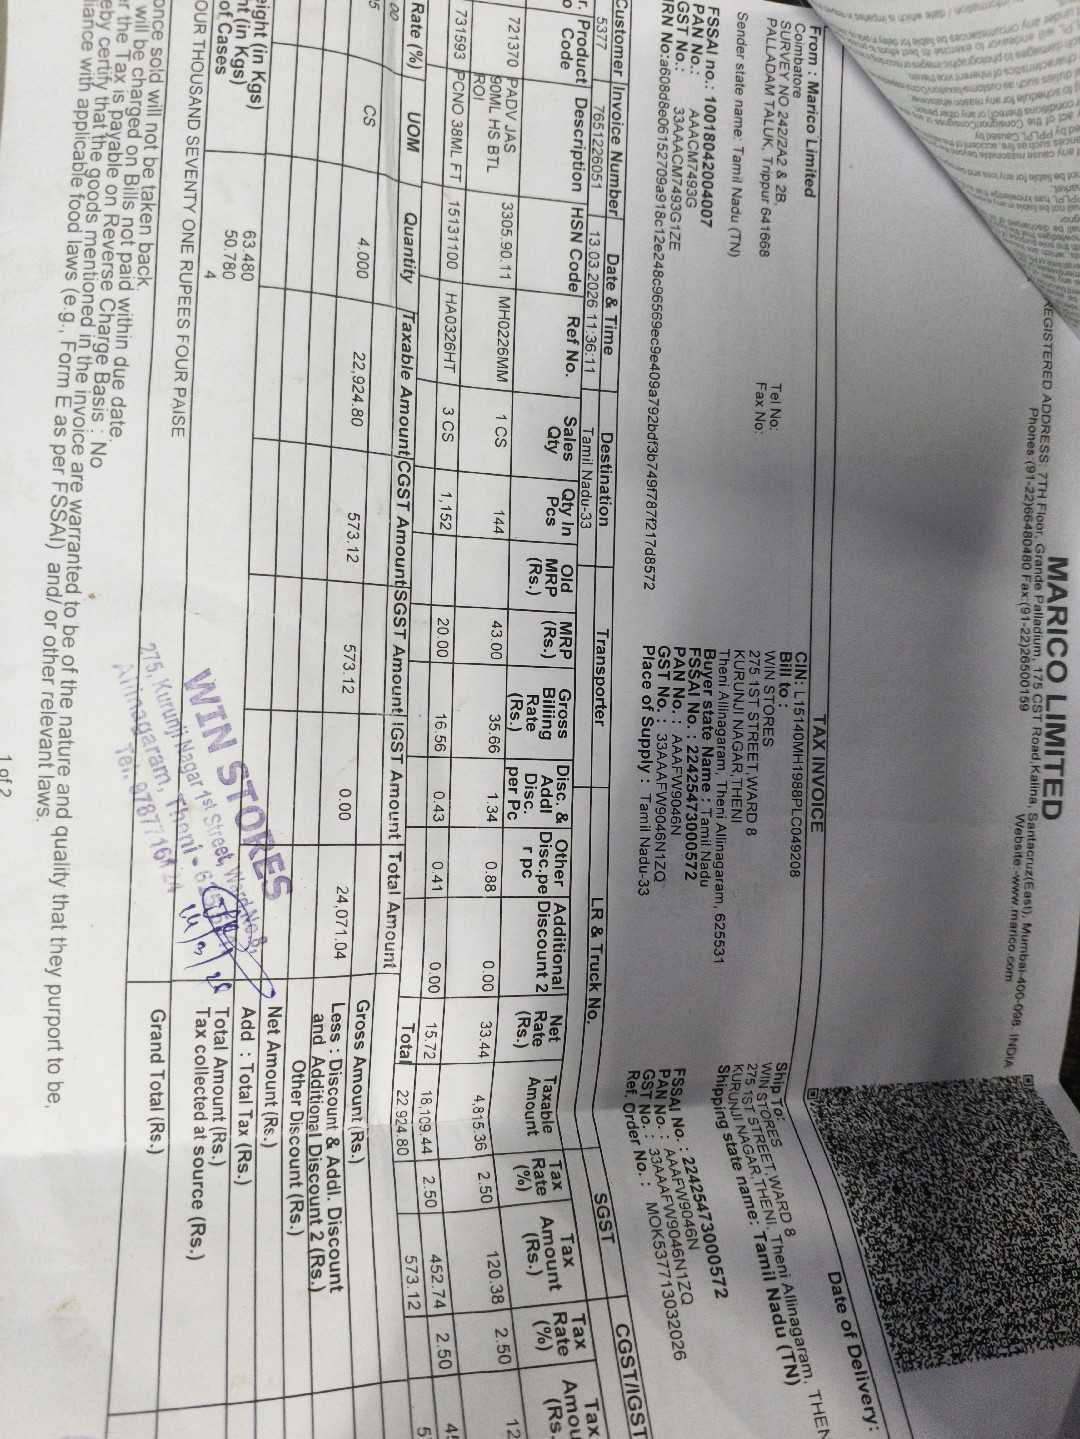 MARICO LIMITED
REGISTERED ADDRESS: 7TH Floor, Grande Palladium, 175 CST Road,Kalina, Santacruz(East), Mumbai-400-098. INDIA
Phones:(91-22)66480480 Fax:(91-22)26500159 Website:-www.marico.com
TAX INVOICE
CIN: L15140MH1988PLC049208
Date of Delivery:
From : Marico Limited
Coimbatore
SURVEY NO 242/2A2 & 2B,
PALLADAM TALUK, Trippur 641668
Tel No:
Fax No:
Sender state name: Tamil Nadu (TN)
FSSAI no.: 10018042004007
PAN No.: AAACM7493G
GST No.: 33AAACM7493G1ZE
IRN No:a608d8e06152709a918c12e248c96569ec9e409a792bdf3b749f787f217d8572
Bill to :
WIN STORES
275 1ST STREET,WARD 8
KURUNJI NAGAR,THENI
Theni Allinagaram, Theni Allinagaram, 625531
Buyer state Name : Tamil Nadu
FSSAI No. : 22425473000572
PAN No. : AAAFW9046N
GST No. : 33AAAFW9046N1ZQ
Place of Supply : Tamil Nadu-33
Ship To:
WIN STORES
275 1ST STREET,WARD 8
KURUNJI NAGAR,THENI, Theni Allinagaram, THEN
Shipping state name: Tamil Nadu (TN)
FSSAI No. : 22425473000572
PAN No. : AAAFW9046N
GST No. : 33AAAFW9046N1ZQ
Ref. Order No. : MOK537713032026
Customer Invoice Number Date & Time Destination Transporter LR & Truck No. SGST CGST/IGST
5377 7651226051 13.03.2026 11:36:11 Tamil Nadu-33
Product Code Description HSN Code Ref No. Sales Qty Qty In Pcs Old MRP (Rs.) MRP (Rs.) Gross Billing Rate (Rs.) Disc. & Addl Disc. per Pc Other Disc.per pc Additional Discount 2 Net Rate (Rs.) Taxable Amount Tax Rate (%) Tax Amount (Rs.) Tax Rate (%) Tax Amou (Rs.
721370 PADV JAS 90ML HS BTL ROI 3305.90.11 MH0226MM 1 CS 144 43.00 35.66 1.34 0.88 0.00 33.44 4,815.36 2.50 120.38 2.50 12
731593 PCNO 38ML FT 15131100 HA0326HT 3 CS 1,152 20.00 16.56 0.43 0.41 0.00 15.72 18,109.44 2.50 452.74 2.50 45
Total 22,924.80 573.12 5
Rate (%) UOM Quantity Taxable Amount CGST Amount SGST Amount IGST Amount Total Amount
CS 4.000 22,924.80 573.12 573.12 0.00 24,071.04
Gross Amount (Rs.)
Less : Discount & Addl. Discount
and Additional Discount 2 (Rs.)
Other Discount (Rs.)
Net Amount (Rs.)
Add : Total Tax (Rs.)
Total Amount (Rs.)
Tax collected at source (Rs.)
Grand Total (Rs.)
eight (in Kgs) 63.480
ht (in Kgs) 50.780
of Cases 4
OUR THOUSAND SEVENTY ONE RUPEES FOUR PAISE
WIN STORES
275, Kurunji Nagar 1st Street, Ward No.8,
Allinagaram, Theni -
once sold will not be taken back.
will be charged on Bills not paid within due date.
r the Tax is payable on Reverse Charge Basis : No
eby certify that the goods mentioned in the invoice are warranted to be of the nature and quality that they purport to be,
liance with applicable food laws (e.g., Form E as per FSSAI) and/ or other relevant laws.
1 of 2